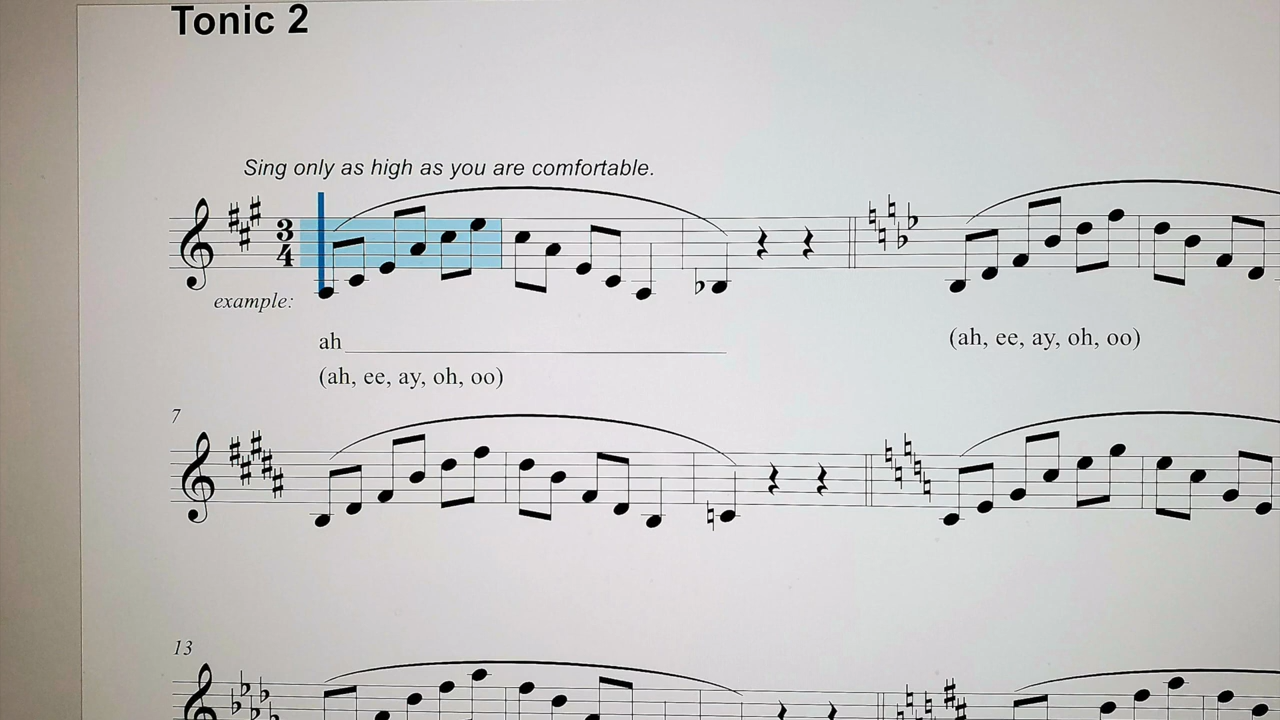 Tonic 2
Sing only as high as you are comfortable.
3
4
example:
ah
(ah, ee, ay, oh, oo)
(ah, ee, ay, oh, oo)
7
13